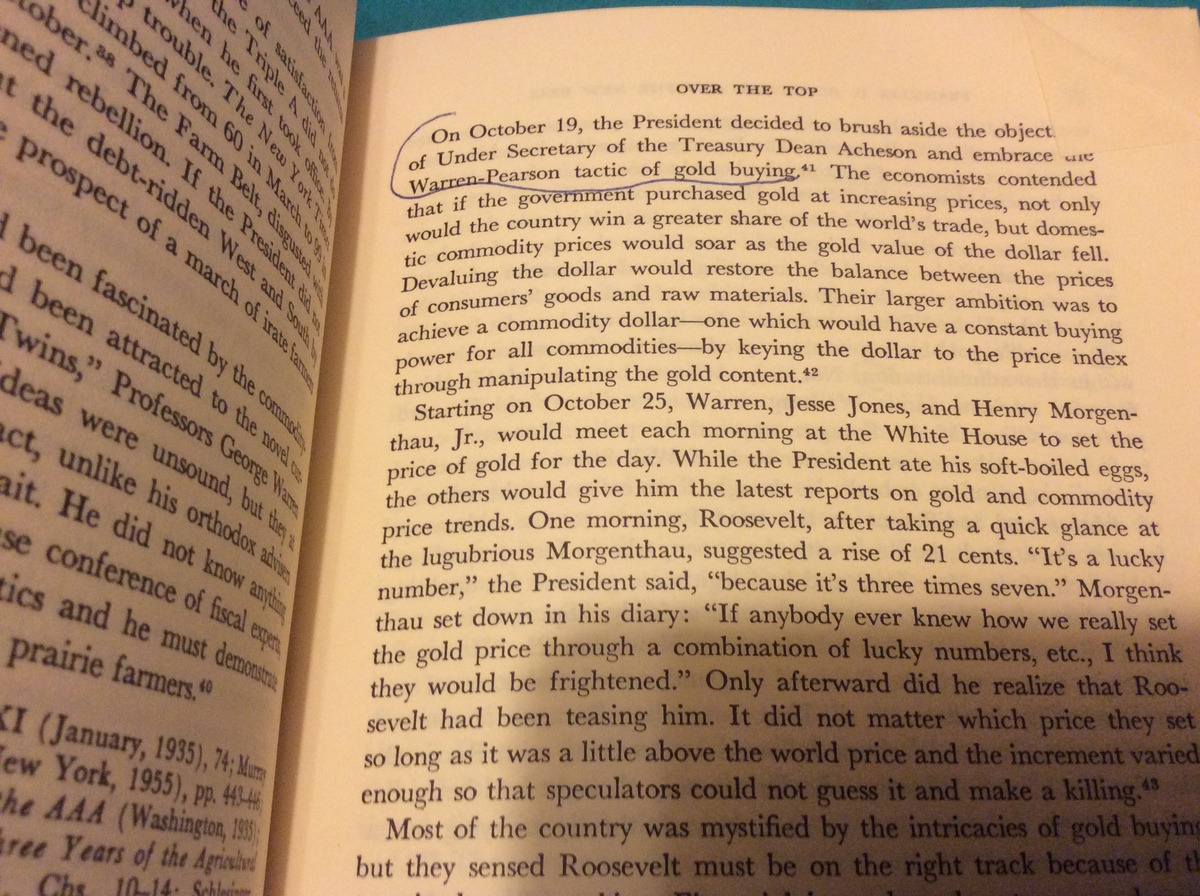 AAA
of satisfaction
the Triple A did not
when he first took office
trouble. The New York
climbed from 60 in March to
tober.³⁸ The Farm Belt, disgusted with
ned rebellion. If the President did not
t the debt-ridden West and South by
prospect of a march of irate farmers
been fascinated by the commodity-
been attracted to the novel cur-
Twins," Professors George Warren
deas were unsound, but they at
act, unlike his orthodox advisers
ait. He did not know anything
se conference of fiscal experts
tics and he must demonstrate
prairie farmers.⁴⁰
XI (January, 1935), 74; Murray
New York, 1955), pp. 443-446;
the AAA (Washington, 1935);
hree Years of the Agricultural
Chs. 10-14; Schlesinger
OVER THE TOP
On October 19, the President decided to brush aside the object
of Under Secretary of the Treasury Dean Acheson and embrace the
Warren-Pearson tactic of gold buying.⁴¹ The economists contended
that if the government purchased gold at increasing prices, not only
would the country win a greater share of the world's trade, but domes-
tic commodity prices would soar as the gold value of the dollar fell.
Devaluing the dollar would restore the balance between the prices
of consumers' goods and raw materials. Their larger ambition was to
achieve a commodity dollar—one which would have a constant buying
power for all commodities—by keying the dollar to the price index
through manipulating the gold content.⁴²
Starting on October 25, Warren, Jesse Jones, and Henry Morgen-
thau, Jr., would meet each morning at the White House to set the
price of gold for the day. While the President ate his soft-boiled eggs,
the others would give him the latest reports on gold and commodity
price trends. One morning, Roosevelt, after taking a quick glance at
the lugubrious Morgenthau, suggested a rise of 21 cents. "It's a lucky
number," the President said, "because it's three times seven." Morgen-
thau set down in his diary: "If anybody ever knew how we really set
the gold price through a combination of lucky numbers, etc., I think
they would be frightened." Only afterward did he realize that Roo-
sevelt had been teasing him. It did not matter which price they set
so long as it was a little above the world price and the increment varied
enough so that speculators could not guess it and make a killing.⁴³
Most of the country was mystified by the intricacies of gold buying
but they sensed Roosevelt must be on the right track because of